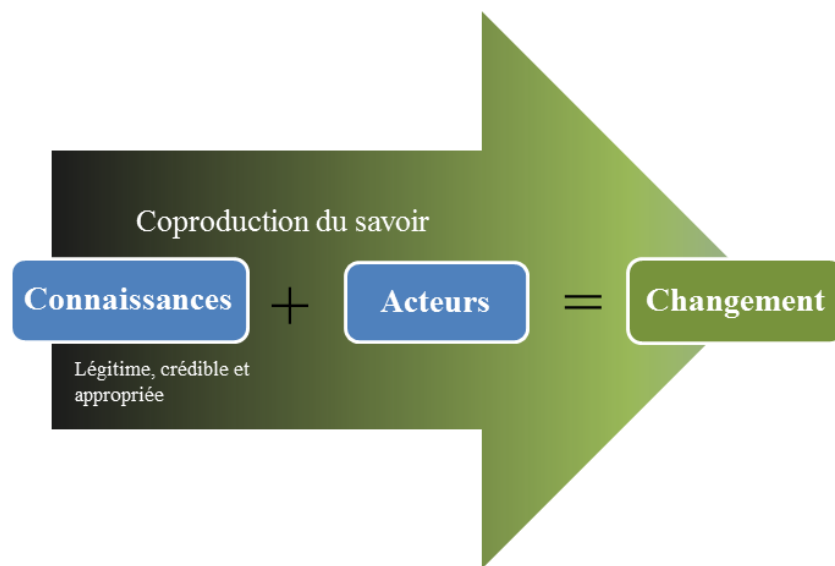 Coproduction du savoir
Connaissances + Acteurs = Changement
Légitime, crédible et
appropriée